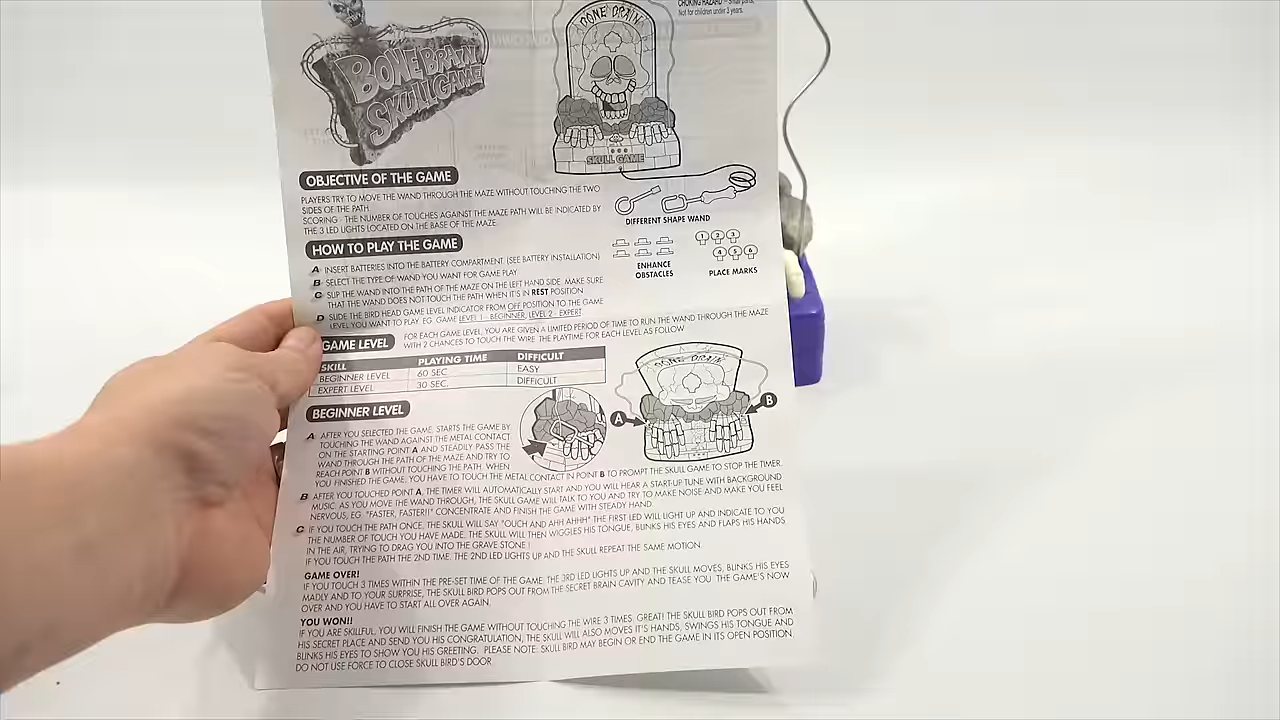 CHOKING HAZARD - Small parts.
Not for children under 3 years.
BONE BRAIN
SKULL GAME
BONE BRAIN
SKULL GAME
OBJECTIVE OF THE GAME
PLAYERS TRY TO MOVE THE WAND THROUGH THE MAZE WITHOUT TOUCHING THE TWO
SIDES OF THE PATH
SCORING - THE NUMBER OF TOUCHES AGAINST THE MAZE PATH WILL BE INDICATED BY
THE 3 LED LIGHTS LOCATED ON THE BASE OF THE MAZE.
DIFFERENT SHAPE WAND
HOW TO PLAY THE GAME
A INSERT BATTERIES INTO THE BATTERY COMPARTMENT. (SEE BATTERY INSTALLATION)
B SELECT THE TYPE OF WAND YOU WANT FOR GAME PLAY
C SLIP THE WAND INTO THE PATH OF THE MAZE ON THE LEFT HAND SIDE. MAKE SURE
THAT THE WAND DOES NOT TOUCH THE PATH WHEN IT'S IN REST POSITION
D SLIDE THE BIRD HEAD GAME LEVEL INDICATOR FROM OFF POSITION TO THE GAME
LEVEL YOU WANT TO PLAY. EG. GAME LEVEL 1 - BEGINNER, LEVEL 2 - EXPERT
ENHANCE
OBSTACLES
1 2 3
4 5 6
PLACE MARKS
GAME LEVEL
FOR EACH GAME LEVEL, YOU ARE GIVEN A LIMITED PERIOD OF TIME TO RUN THE WAND THROUGH THE MAZE
WITH 2 CHANCES TO TOUCH THE WIRE. THE PLAYTIME FOR EACH LEVEL AS FOLLOW
SKILL PLAYING TIME DIFFICULT
BEGINNER LEVEL 60 SEC EASY
EXPERT LEVEL 30 SEC. DIFFICULT
BEGINNER LEVEL
A AFTER YOU SELECTED THE GAME, STARTS THE GAME BY
TOUCHING THE WAND AGAINST THE METAL CONTACT
ON THE STARTING POINT A AND STEADILY PASS THE
WAND THROUGH THE PATH OF THE MAZE AND TRY TO
REACH POINT B WITHOUT TOUCHING THE PATH. WHEN
YOU FINISHED THE GAME, YOU HAVE TO TOUCH THE METAL CONTACT IN POINT B TO PROMPT THE SKULL GAME TO STOP THE TIMER.
BONE BRAIN
A
B
B AFTER YOU TOUCHED POINT A, THE TIMER WILL AUTOMATICALLY START AND YOU WILL HEAR A START-UP TUNE WITH BACKGROUND
MUSIC. AS YOU MOVE THE WAND THROUGH, THE SKULL GAME WILL TALK TO YOU AND TRY TO MAKE NOISE AND MAKE YOU FEEL
NERVOUS, EG. "FASTER, FASTER!!" CONCENTRATE AND FINISH THE GAME WITH STEADY HAND.
C IF YOU TOUCH THE PATH ONCE, THE SKULL WILL SAY "OUCH AND AHH AHHH" THE FIRST LED WILL LIGHT UP AND INDICATE TO YOU
THE NUMBER OF TOUCH YOU HAVE MADE. THE SKULL WILL THEN WIGGLES HIS TONGUE, BLINKS HIS EYES AND FLAPS HIS HANDS
IN THE AIR, TRYING TO DRAG YOU INTO THE GRAVE STONE!
IF YOU TOUCH THE PATH THE 2ND TIME. THE 2ND LED LIGHTS UP AND THE SKULL REPEAT THE SAME MOTION.
GAME OVER!
IF YOU TOUCH 3 TIMES WITHIN THE PRE-SET TIME OF THE GAME. THE 3RD LED LIGHTS UP AND THE SKULL MOVES, BLINKS HIS EYES
MADLY AND TO YOUR SURPRISE, THE SKULL BIRD POPS OUT FROM THE SECRET BRAIN CAVITY AND TEASE YOU. THE GAME'S NOW
OVER AND YOU HAVE TO START ALL OVER AGAIN.
YOU WON!!
IF YOU ARE SKILLFUL, YOU WILL FINISH THE GAME WITHOUT TOUCHING THE WIRE 3 TIMES. GREAT! THE SKULL BIRD POPS OUT FROM
HIS SECRET PLACE AND SEND YOU HIS CONGRATULATION, THE SKULL WILL ALSO MOVES IT'S HANDS, SWINGS HIS TONGUE AND
BLINKS HIS EYES TO SHOW YOU HIS GREETING. PLEASE NOTE: SKULL BIRD MAY BEGIN OR END THE GAME IN ITS OPEN POSITION.
DO NOT USE FORCE TO CLOSE SKULL BIRD'S DOOR.